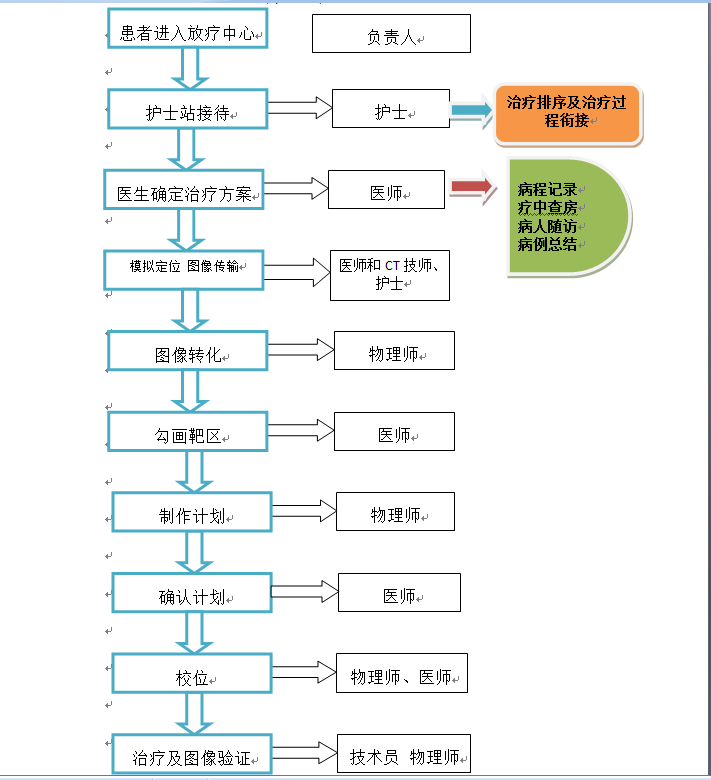 患者进入放疗中心
负责人
护士站接待
护士
治疗排序及治疗过
程衔接
医生确定治疗方案
医师
病程记录
疗中查房
病人随访
病例总结
模拟定位 图像传输
医师和CT技师、
护士
图像转化
物理师
勾画靶区
医师
制作计划
物理师
确认计划
医师
校位
物理师、医师
治疗及图像验证
技术员 物理师